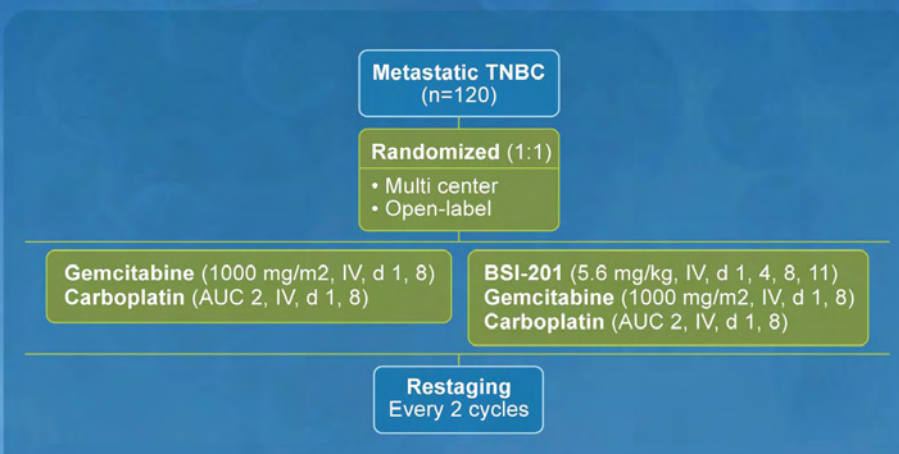 Metastatic TNBC
(n=120)
Randomized (1:1)
• Multi center
• Open-label
Gemcitabine (1000 mg/m2, IV, d 1, 8)
Carboplatin (AUC 2, IV, d 1, 8)
BSI-201 (5.6 mg/kg, IV, d 1, 4, 8, 11)
Gemcitabine (1000 mg/m2, IV, d 1, 8)
Carboplatin (AUC 2, IV, d 1, 8)
Restaging
Every 2 cycles